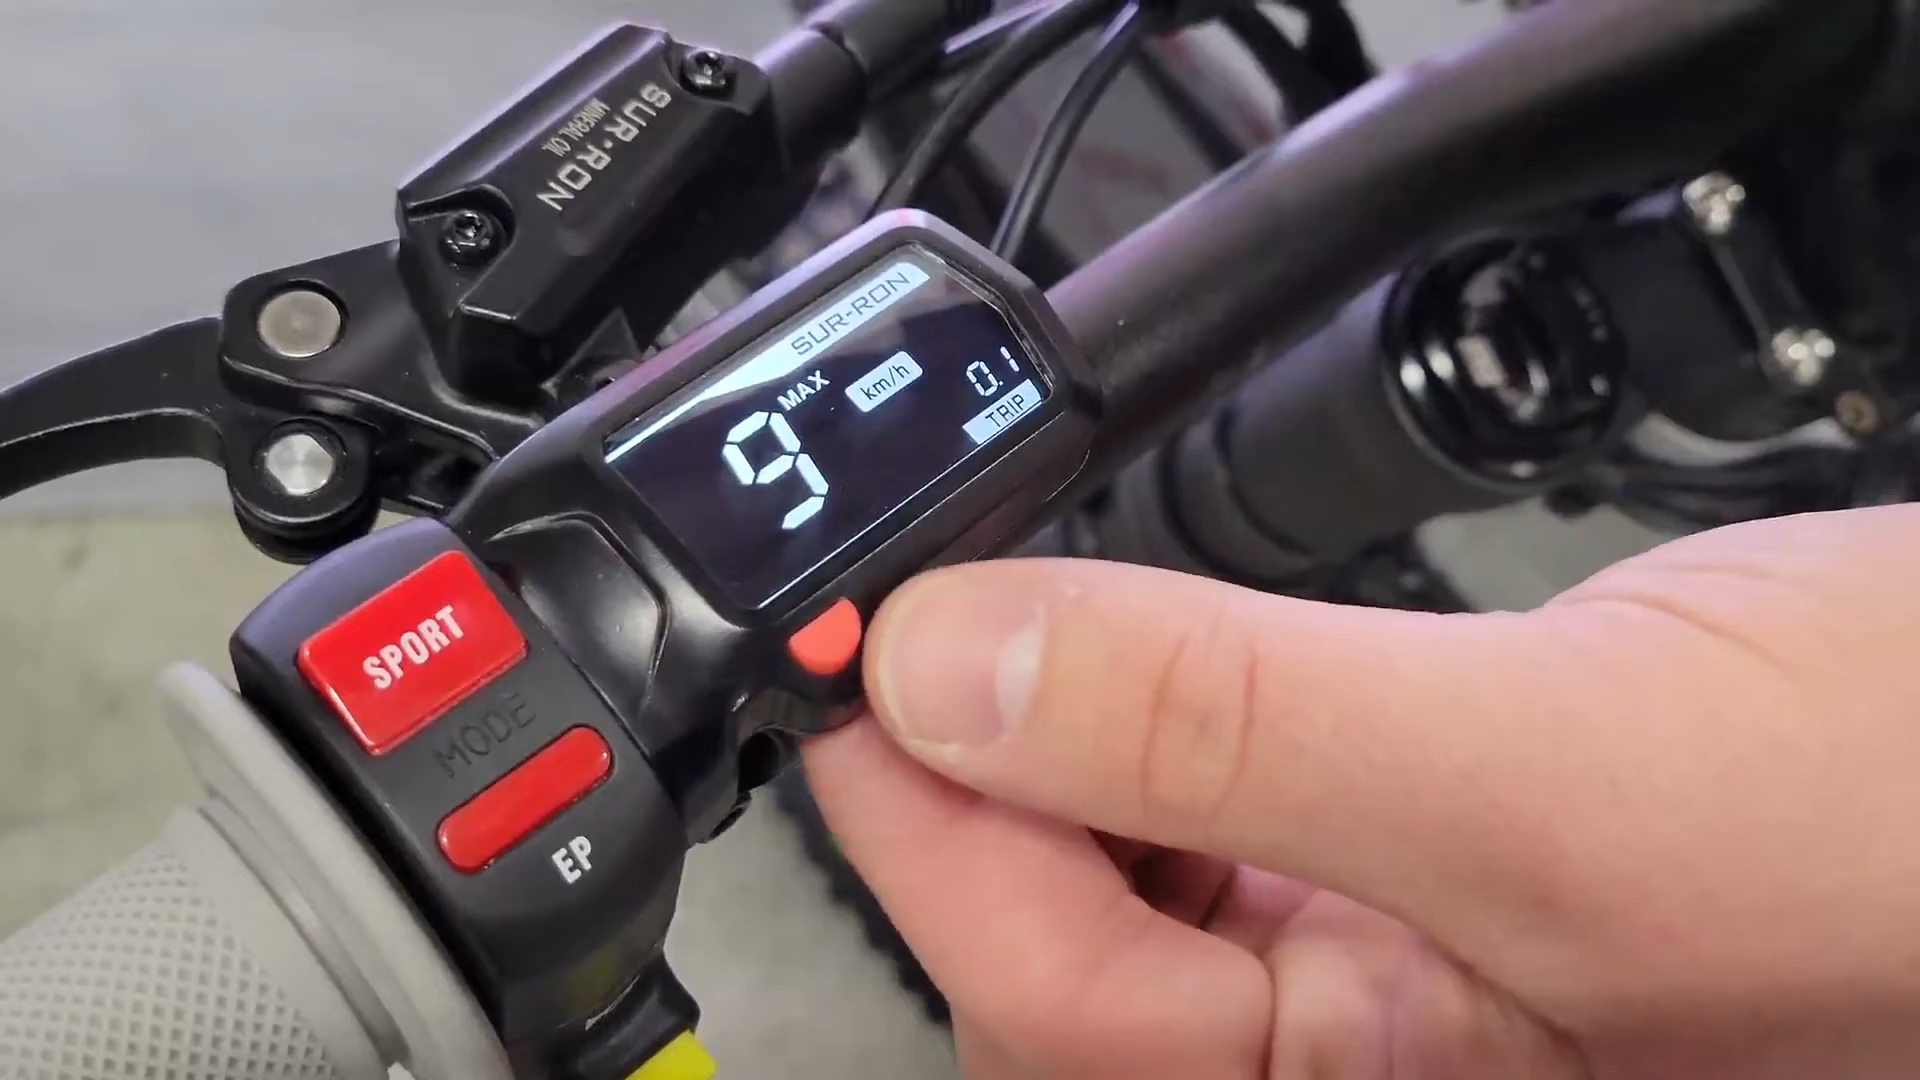 SUR-RON
MINERAL OIL
SUR-RON
MAX
km/h
9
0.1
TRIP
SPORT
MODE
EP